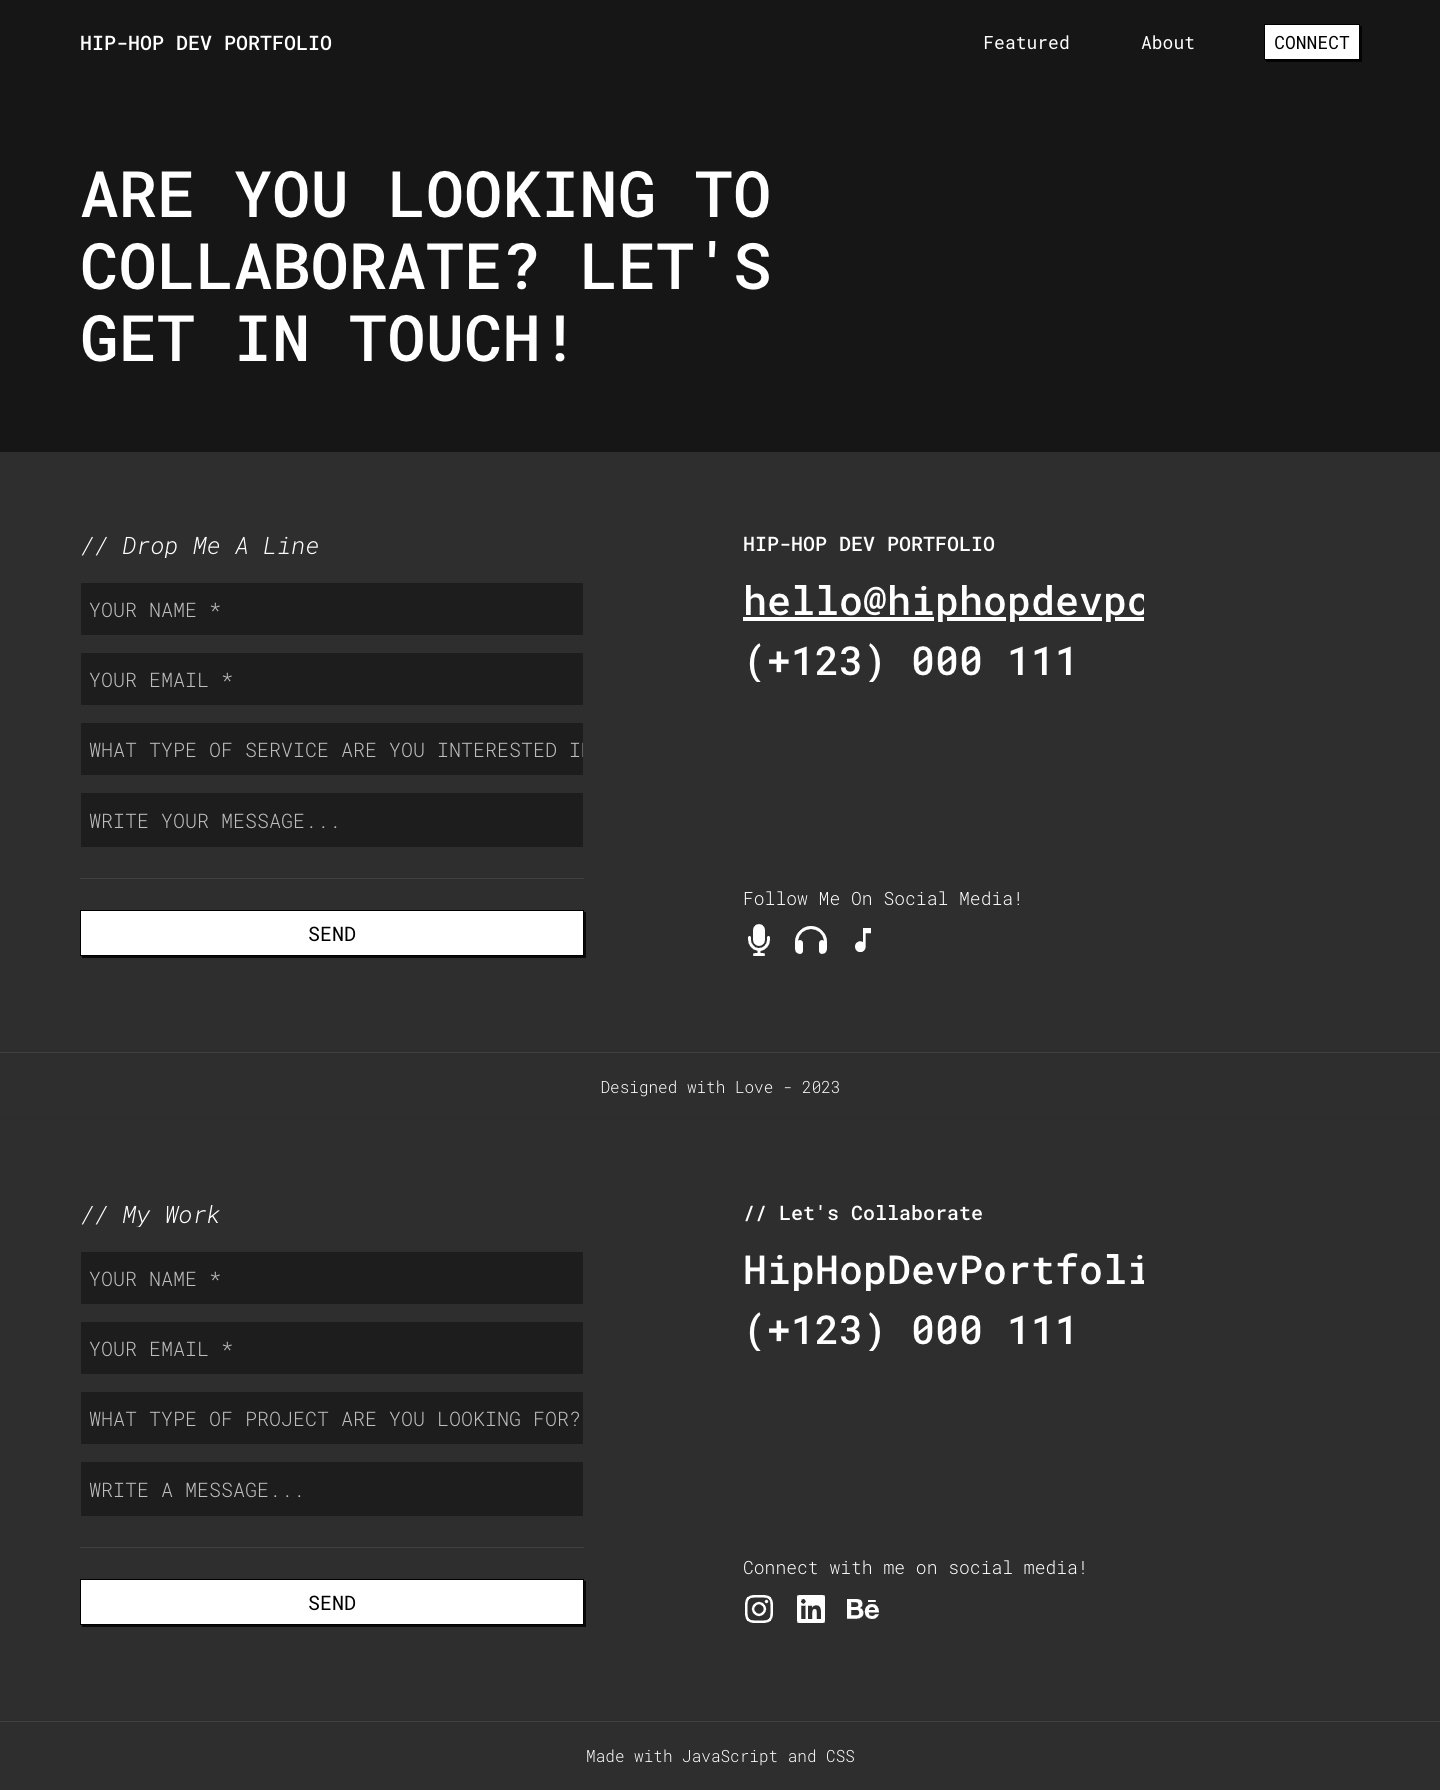 HIP-HOP DEV PORTFOLIO
Featured
About
CONNECT
ARE YOU LOOKING TO
COLLABORATE? LET'S
GET IN TOUCH!
// Drop Me A Line
YOUR NAME *
YOUR EMAIL *
WHAT TYPE OF SERVICE ARE YOU INTERESTED
WRITE YOUR MESSAGE...
SEND
HIP-HOP DEV PORTFOLIO
hello@hiphopdevpo
(+123) 000 111
Follow Me On Social Media!
Designed with Love - 2023
// My Work
YOUR NAME *
YOUR EMAIL *
WHAT TYPE OF PROJECT ARE YOU LOOKING FOR?
WRITE A MESSAGE...
SEND
// Let's Collaborate
HipHopDevPortfoli
(+123) 000 111
Connect with me on social media!
Bē
Made with JavaScript and CSS